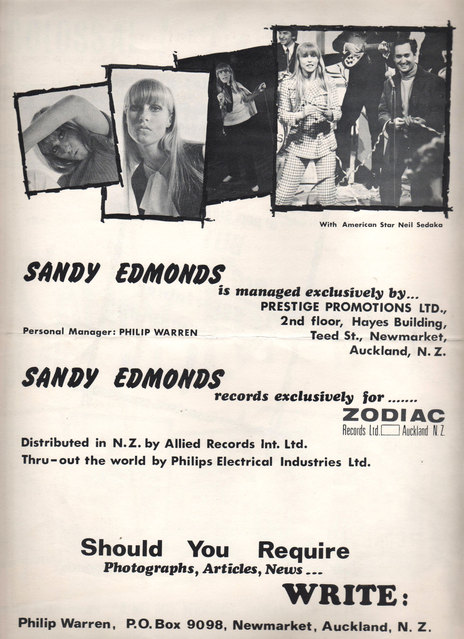 With American Star Neil Sedaka
SANDY EDMONDS
is managed exclusively by...
PRESTIGE PROMOTIONS LTD.,
2nd floor, Hayes Building,
Personal Manager: PHILIP WARREN
Teed St., Newmarket,
Auckland, N. Z.
SANDY EDMONDS
records exclusively for .......
ZODIAC
Records Ltd. Auckland N Z
Distributed in N.Z. by Allied Records Int. Ltd.
Thru-out the world by Philips Electrical Industries Ltd.
Should You Require
Photographs, Articles, News ...
WRITE:
Philip Warren, P.O. Box 9098, Newmarket, Auckland, N. Z.